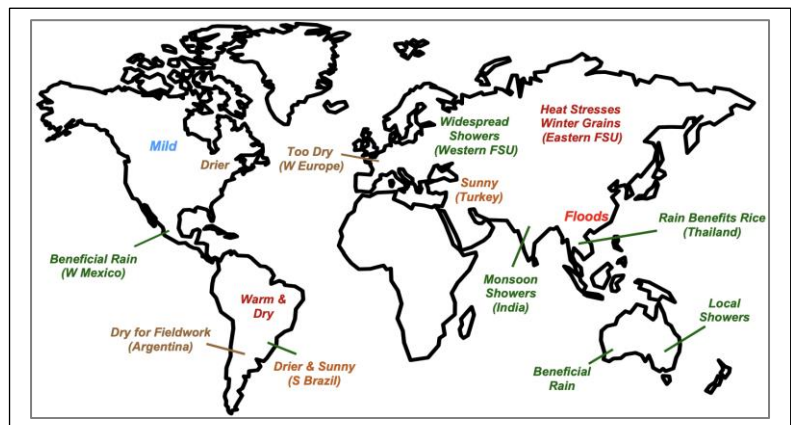 Mild
Drier
Too Dry
(W Europe)
Widespread
Showers
(Western FSU)
Heat Stresses
Winter Grains
(Eastern FSU)
Sunny
(Turkey)
Floods
Rain Benefits Rice
(Thailand)
Beneficial Rain
(W Mexico)
Monsoon
Showers
(India)
Warm &
Dry
Local
Showers
Dry for Fieldwork
(Argentina)
Drier & Sunny
(S Brazil)
Beneficial
Rain